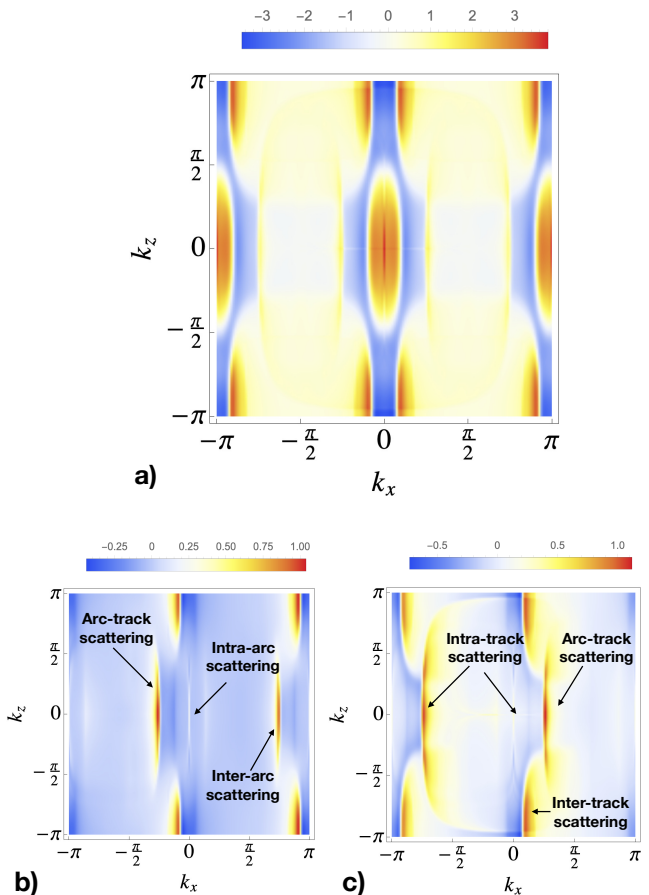 −3 −2 −1 0 1 2 3
π
π/2
k_z 0
− π/2
−π
−π − π/2 0 π/2 π
a) k_x
−0.25 0 0.25 0.50 0.75 1.00
−0.5 0 0.5 1.0
π
Arc-track
scattering
Intra-arc
scattering
π/2
k_z 0
− π/2
Inter-arc
scattering
−π
−π − π/2 0 π/2 π
b) k_x
π
Intra-track
scattering
Arc-track
scattering
π/2
k_z 0
− π/2
Inter-track
scattering
−π
−π − π/2 0 π/2 π
c) k_x